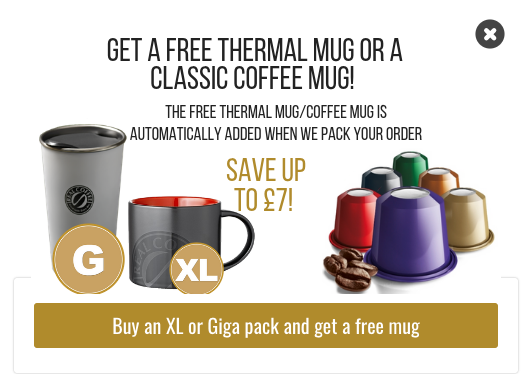 GET A FREE THERMAL MUG OR A
CLASSIC COFFEE MUG!
THE FREE THERMAL MUG/COFFEE MUG IS
AUTOMATICALLY ADDED WHEN WE PACK YOUR ORDER
SAVE UP
TO £7!
G
XL
Buy an XL or Giga pack and get a free mug